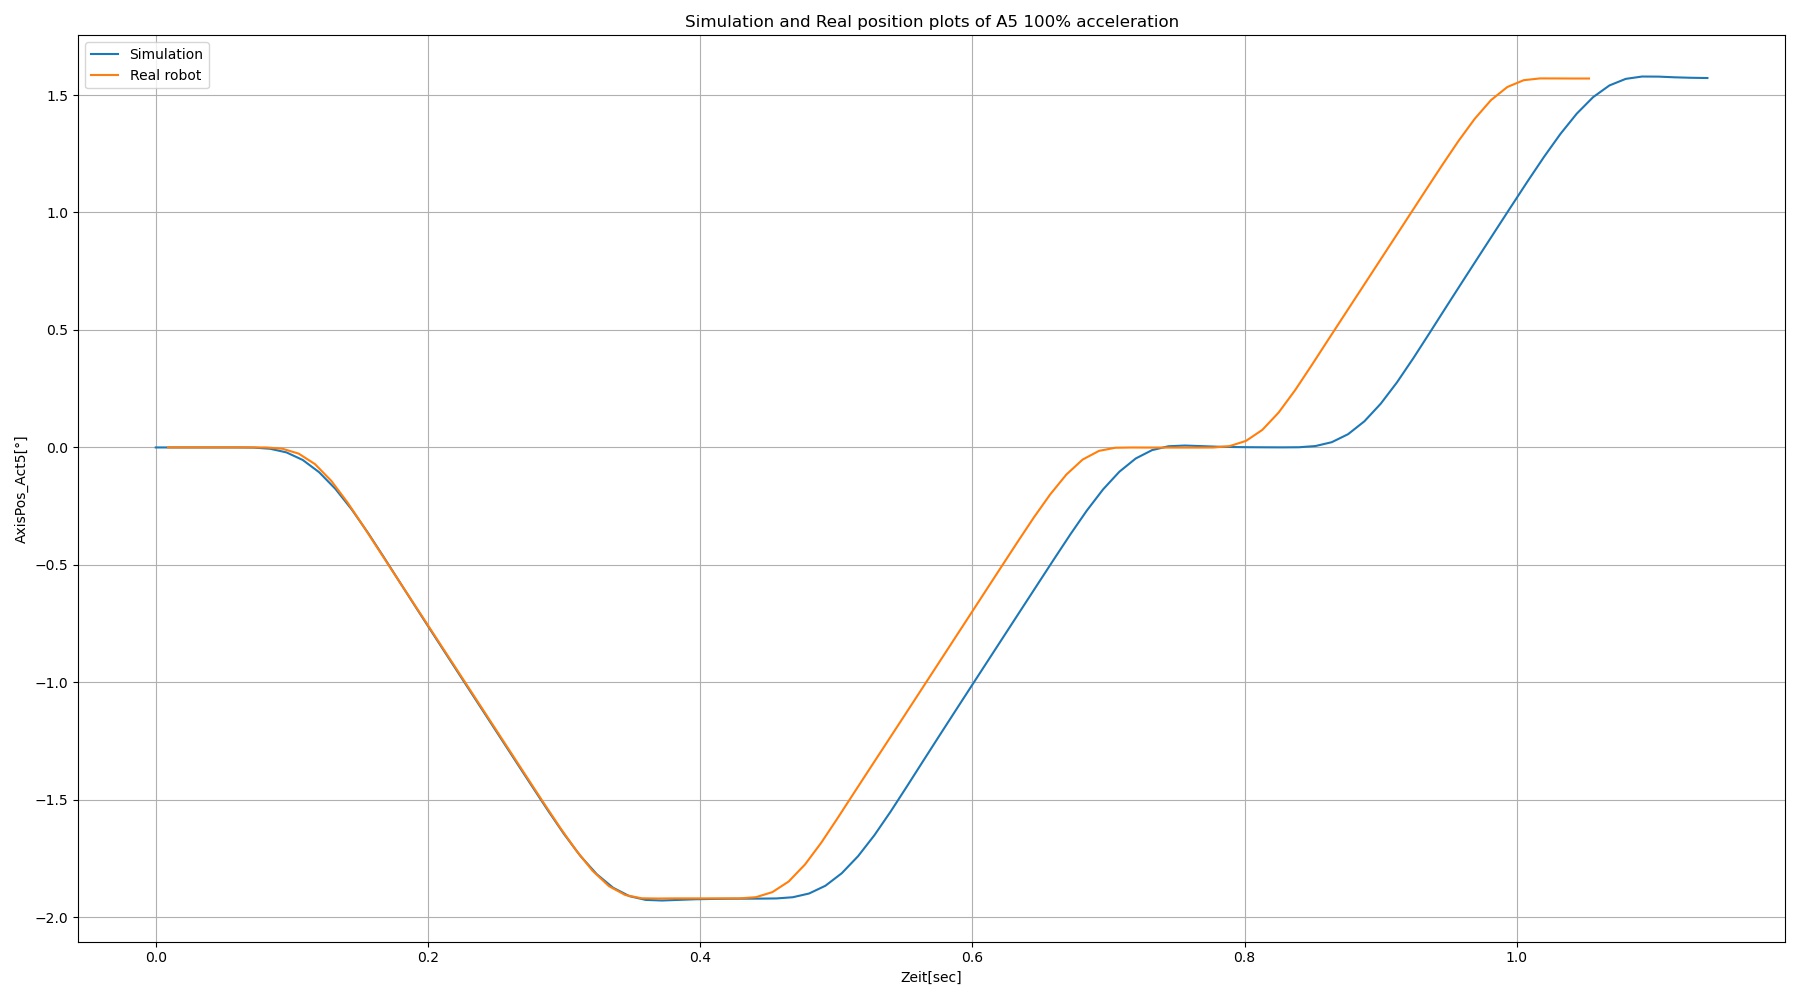 Simulation and Real position plots of A5 100% acceleration
Simulation
Real robot
AxisPos_Act5[°]
1.5
1.0
0.5
0.0
−0.5
−1.0
−1.5
−2.0
0.0 0.2 0.4 0.6 0.8 1.0
Zeit[sec]